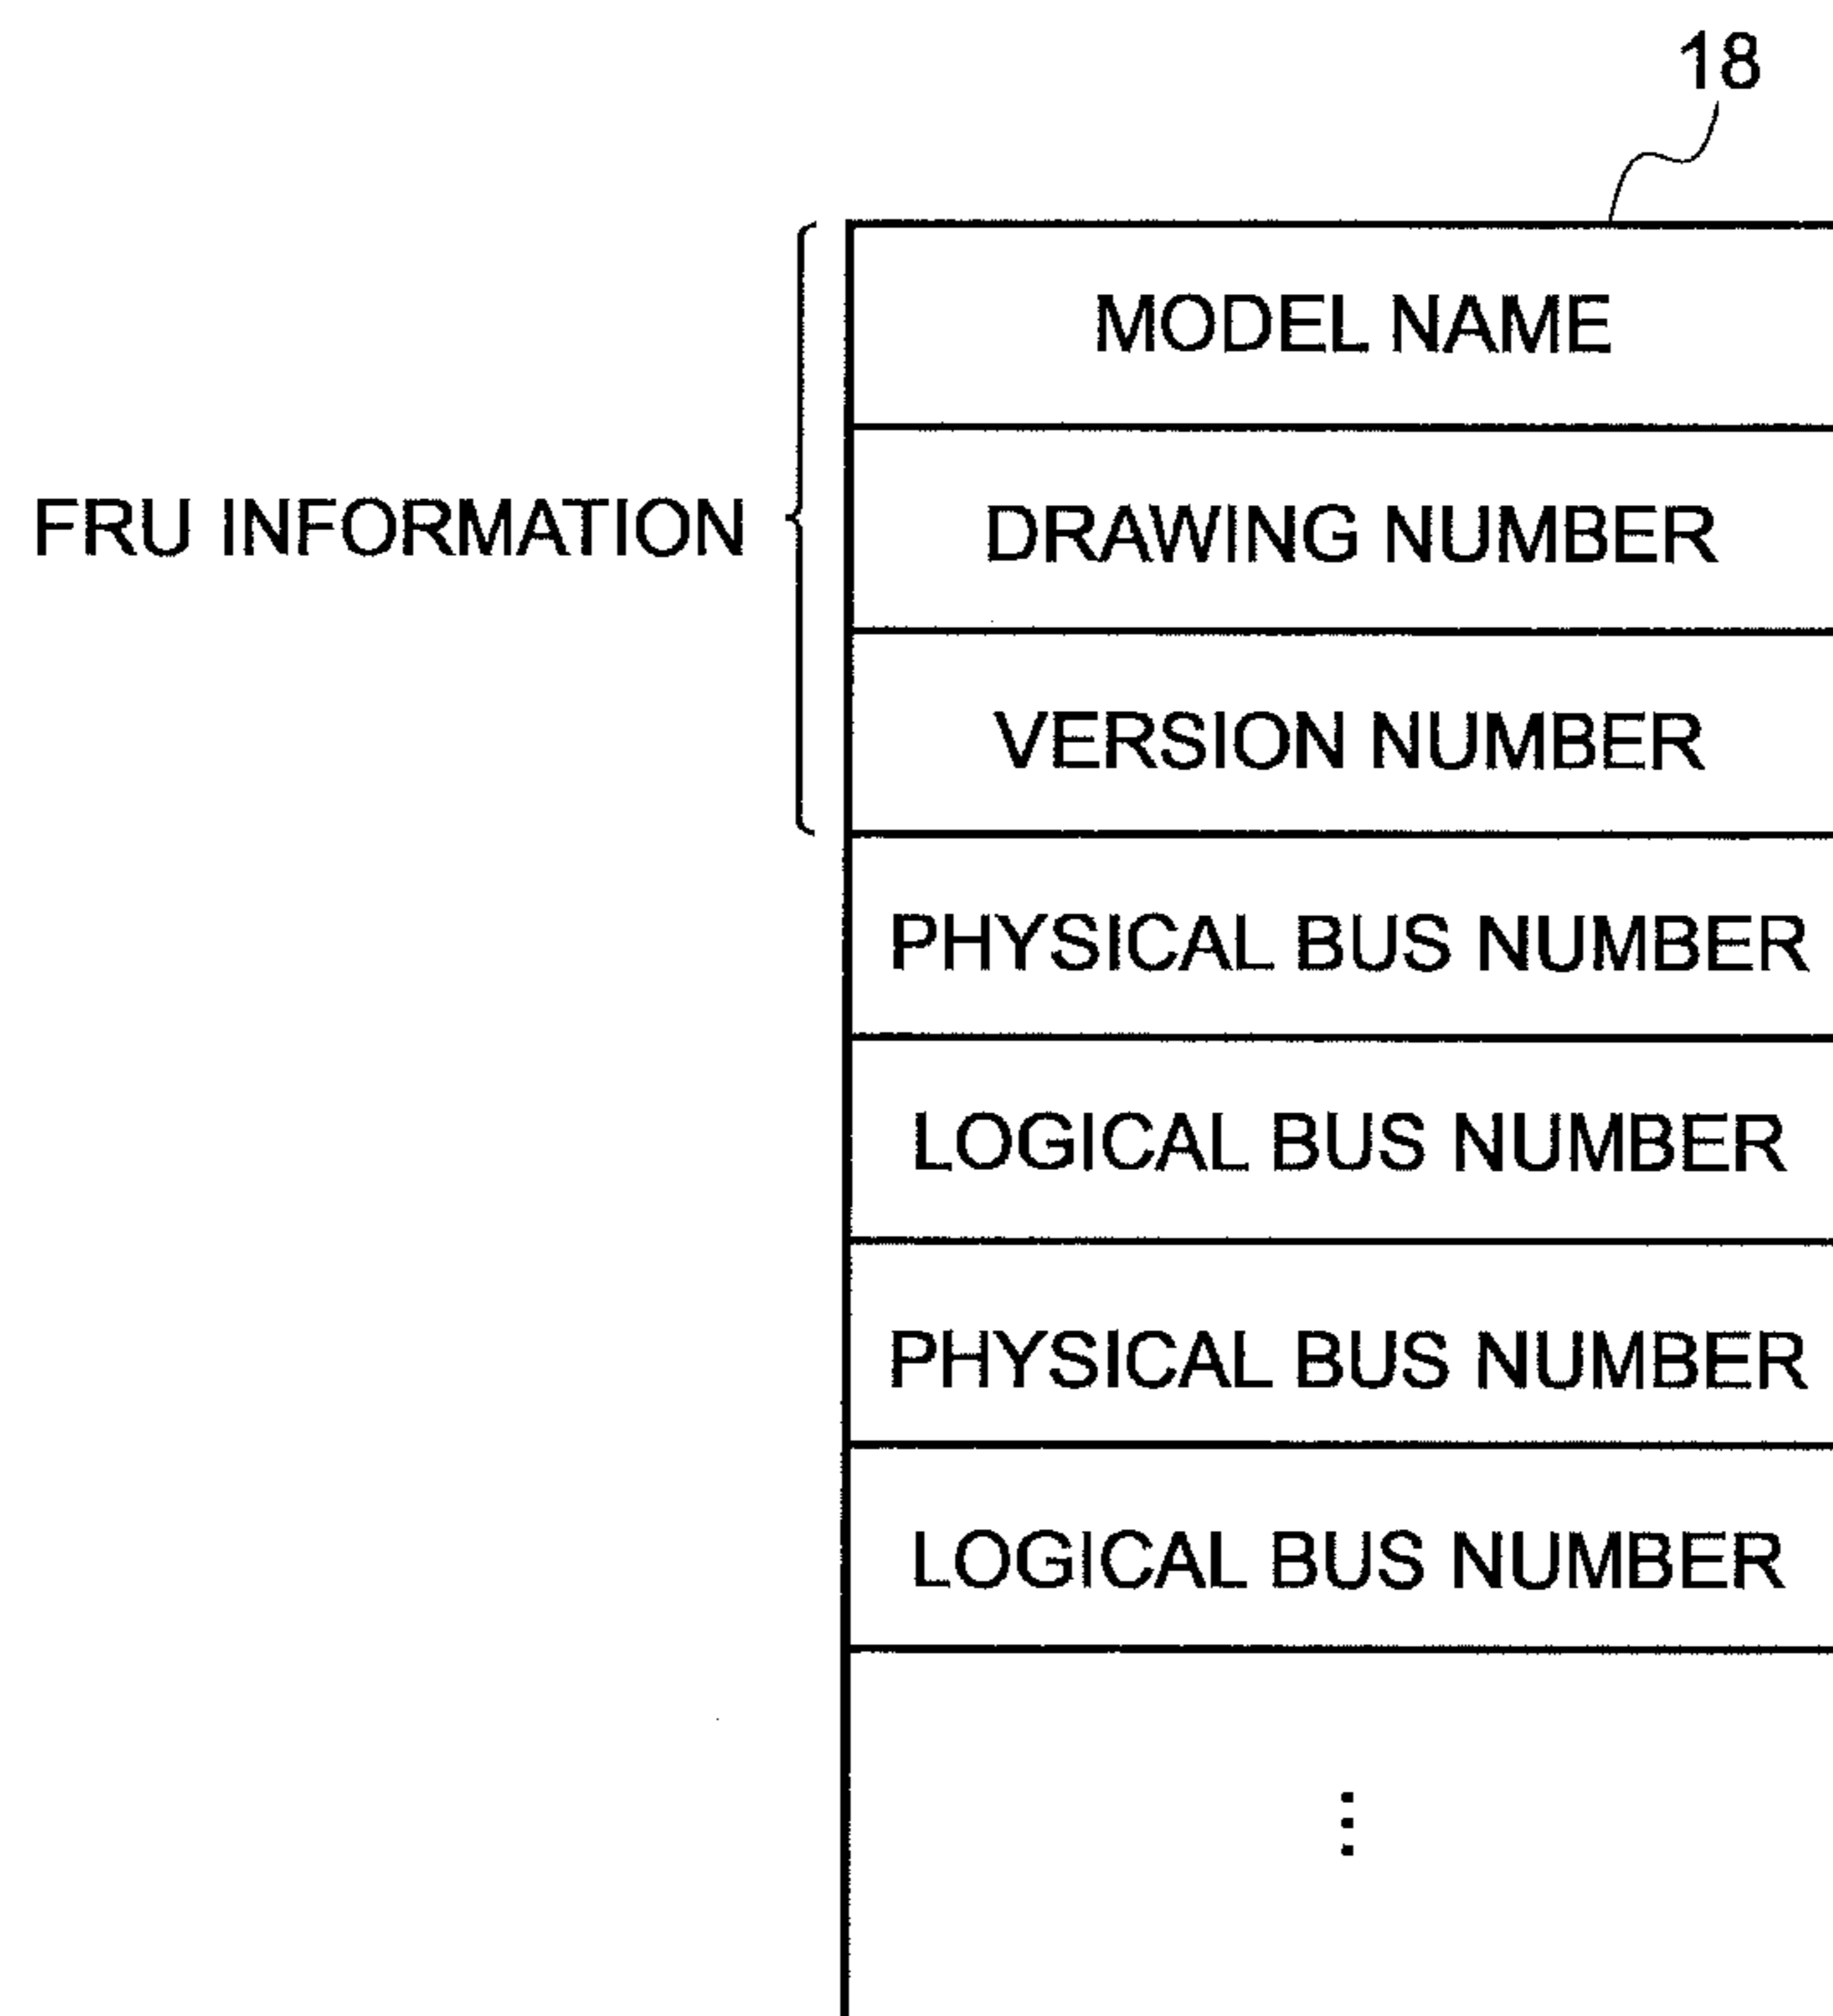 18
MODEL NAME
FRU INFORMATION
DRAWING NUMBER
VERSION NUMBER
PHYSICAL BUS NUMBER
LOGICAL BUS NUMBER
PHYSICAL BUS NUMBER
LOGICAL BUS NUMBER
⋮